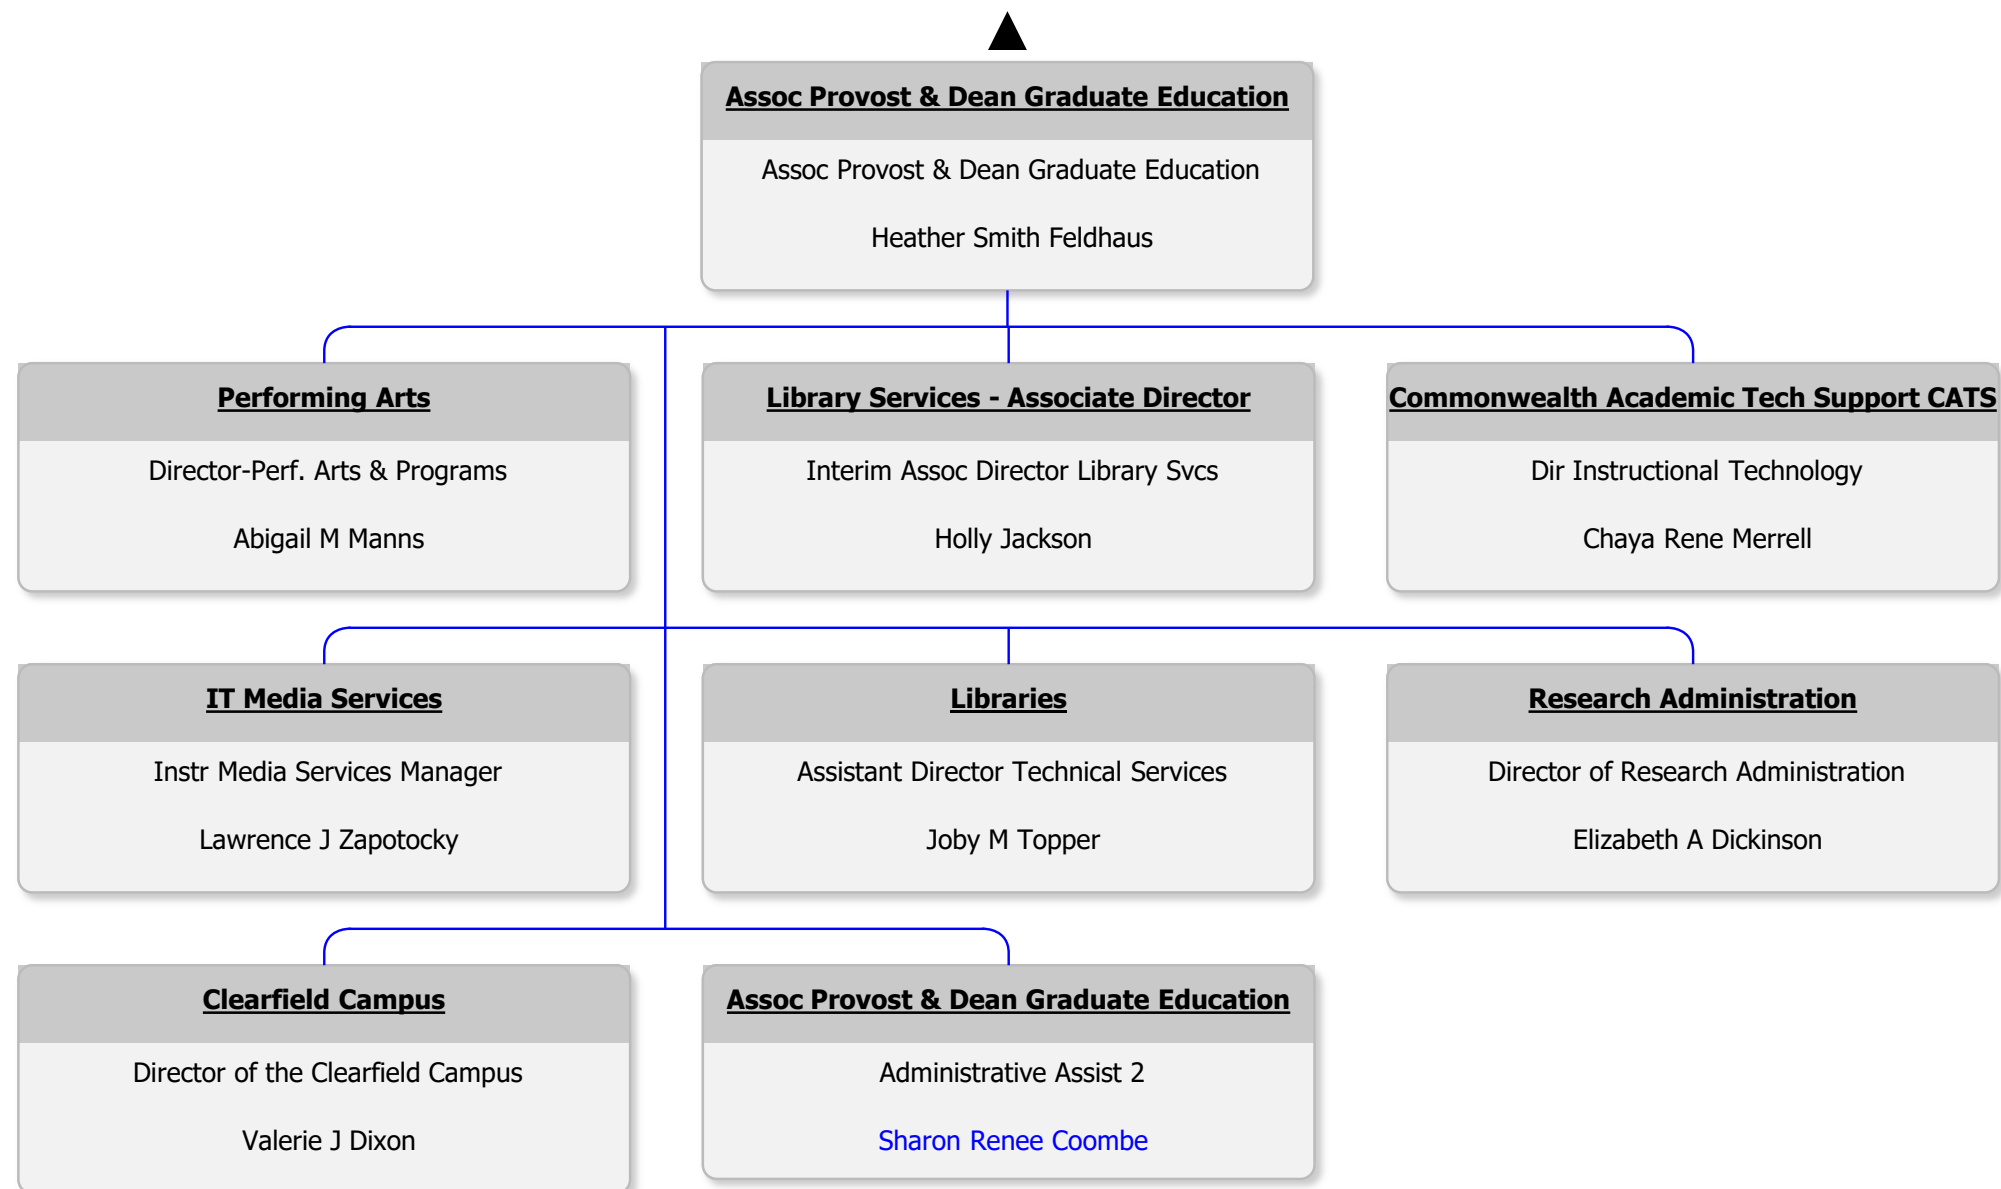 Assoc Provost & Dean Graduate Education
Assoc Provost & Dean Graduate Education
Heather Smith Feldhaus
Performing Arts
Director-Perf. Arts & Programs
Abigail M Manns
Library Services - Associate Director
Interim Assoc Director Library Svcs
Holly Jackson
Commonwealth Academic Tech Support CATS
Dir Instructional Technology
Chaya Rene Merrell
IT Media Services
Instr Media Services Manager
Lawrence J Zapotocky
Libraries
Assistant Director Technical Services
Joby M Topper
Research Administration
Director of Research Administration
Elizabeth A Dickinson
Clearfield Campus
Director of the Clearfield Campus
Valerie J Dixon
Assoc Provost & Dean Graduate Education
Administrative Assist 2
Sharon Renee Coombe